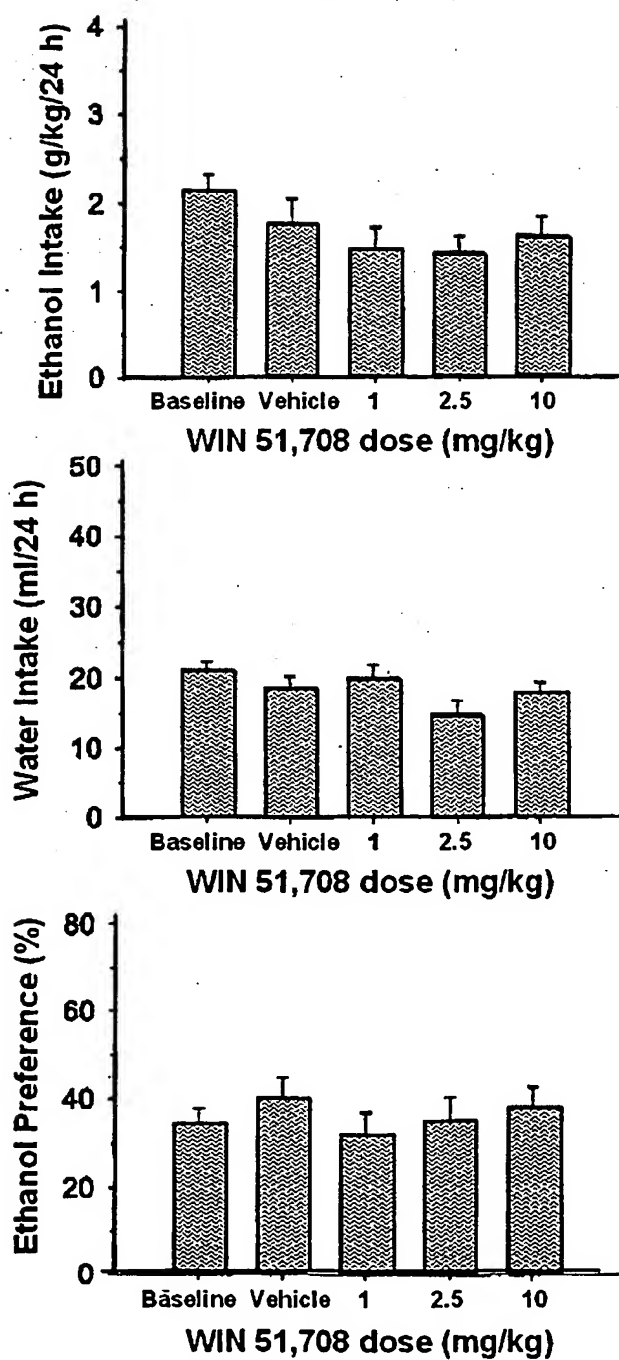 Ethanol Intake (g/kg/24 h)
4
3
2
1
0
Baseline Vehicle 1 2.5 10
WIN 51,708 dose (mg/kg)
Water Intake (ml/24 h)
50
40
30
20
10
0
Baseline Vehicle 1 2.5 10
WIN 51,708 dose (mg/kg)
Ethanol Preference (%)
80
60
40
20
0
Baseline Vehicle 1 2.5 10
WIN 51,708 dose (mg/kg)